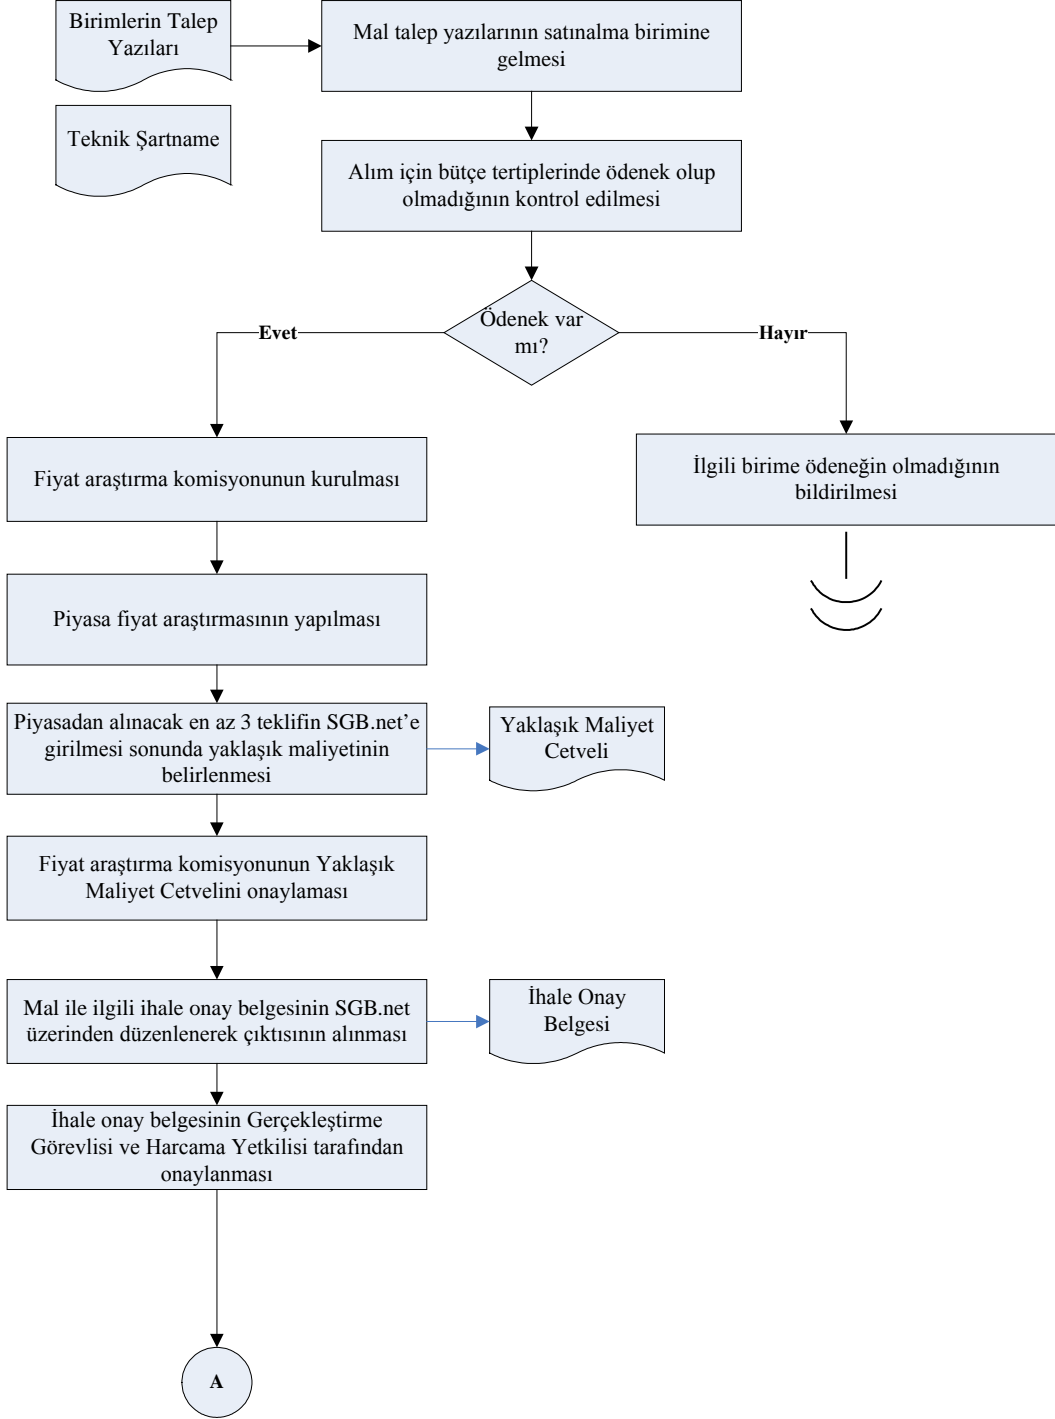 Birimlerin Talep
Yazıları
Mal talep yazılarının satınalma birimine
gelmesi
Teknik Şartname
Alım için bütçe tertiplerinde ödenek olup
olmadığının kontrol edilmesi
Ödenek var
mı?
Evet
Hayır
Fiyat araştırma komisyonunun kurulması
İlgili birime ödeneğin olmadığının
bildirilmesi
Piyasa fiyat araştırmasının yapılması
Piyasadan alınacak en az 3 teklifin SGB.net’e
girilmesi sonunda yaklaşık maliyetinin
belirlenmesi
Yaklaşık Maliyet
Cetveli
Fiyat araştırma komisyonunun Yaklaşık
Maliyet Cetvelini onaylaması
Mal ile ilgili ihale onay belgesinin SGB.net
üzerinden düzenlenerek çıktısının alınması
İhale Onay
Belgesi
İhale onay belgesinin Gerçekleştirme
Görevlisi ve Harcama Yetkilisi tarafından
onaylanması
A